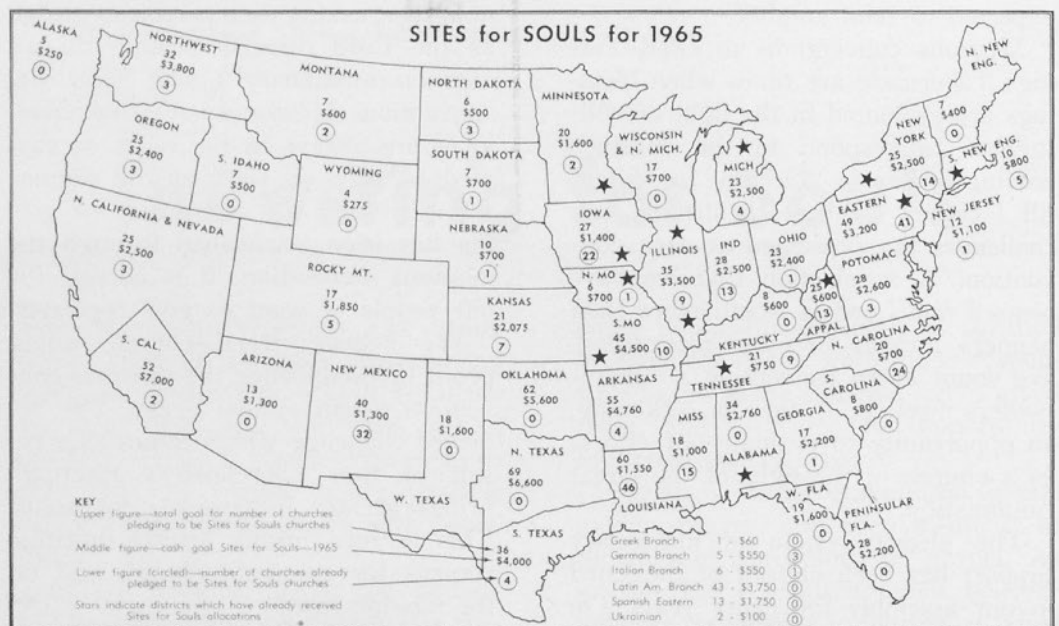 SITES for SOULS for 1965
ALASKA
5
$250
0
NORTHWEST
32
$3,800
3
MONTANA
7
$600
2
NORTH DAKOTA
6
$500
3
MINNESOTA
20
$1,600
2
WISCONSIN
& N. MICH.
17
$700
0
MICH
23
$2,500
4
N. NEW
ENG.
7
$400
0
NEW
YORK
25
$2,500
14
S. NEW ENG.
10
$800
5
OREGON
25
$2,400
3
S. IDAHO
7
$500
0
WYOMING
4
$275
0
SOUTH DAKOTA
7
$700
1
IOWA
27
$1,400
22
ILLINOIS
35
$3,500
9
IND
28
$2,500
13
OHIO
23
$2,400
1
EASTERN
49
$3,200
41
NEW JERSEY
12
$1,100
1
N. CALIFORNIA & NEVADA
25
$2,500
3
ROCKY MT.
17
$1,850
5
NEBRASKA
10
$700
1
N. MO
6
$700
1
POTOMAC
28
$2,600
3
KANSAS
21
$2,075
7
S. MO
45
$4,500
10
KENTUCKY
8
$600
0
APPAL
25
$600
13
S. CAL.
52
$7,000
2
ARIZONA
13
$1,300
0
NEW MEXICO
40
$1,300
32
OKLAHOMA
62
$5,600
0
ARKANSAS
55
$4,760
4
TENNESSEE
21
$750
9
N. CAROLINA
20
$700
24
S.
CAROLINA
8
$800
0
W. TEXAS
18
$1,600
0
N. TEXAS
69
$6,600
0
LOUISIANA
60
$1,550
46
MISS
18
$1,000
15
ALABAMA
34
$2,760
0
GEORGIA
17
$2,200
1
W. FLA
19
$1,600
0
PENINSULAR
FLA.
28
$2,200
0
S. TEXAS
36
$4,000
4
KEY
Upper figure—total goal for number of churches
pledging to be Sites for Souls churches
Middle figure—cash goal Sites for Souls—1965
Lower figure (circled)—number of churches already
pledged to be Sites for Souls churches
Stars indicate districts which have already received
Sites for Souls allocations
Greek Branch 1 - $60 0
German Branch 5 - $550 3
Italian Branch 6 - $550 1
Latin Am. Branch 43 - $3,750 0
Spanish Eastern 13 - $1,750 0
Ukrainian 2 - $100 0